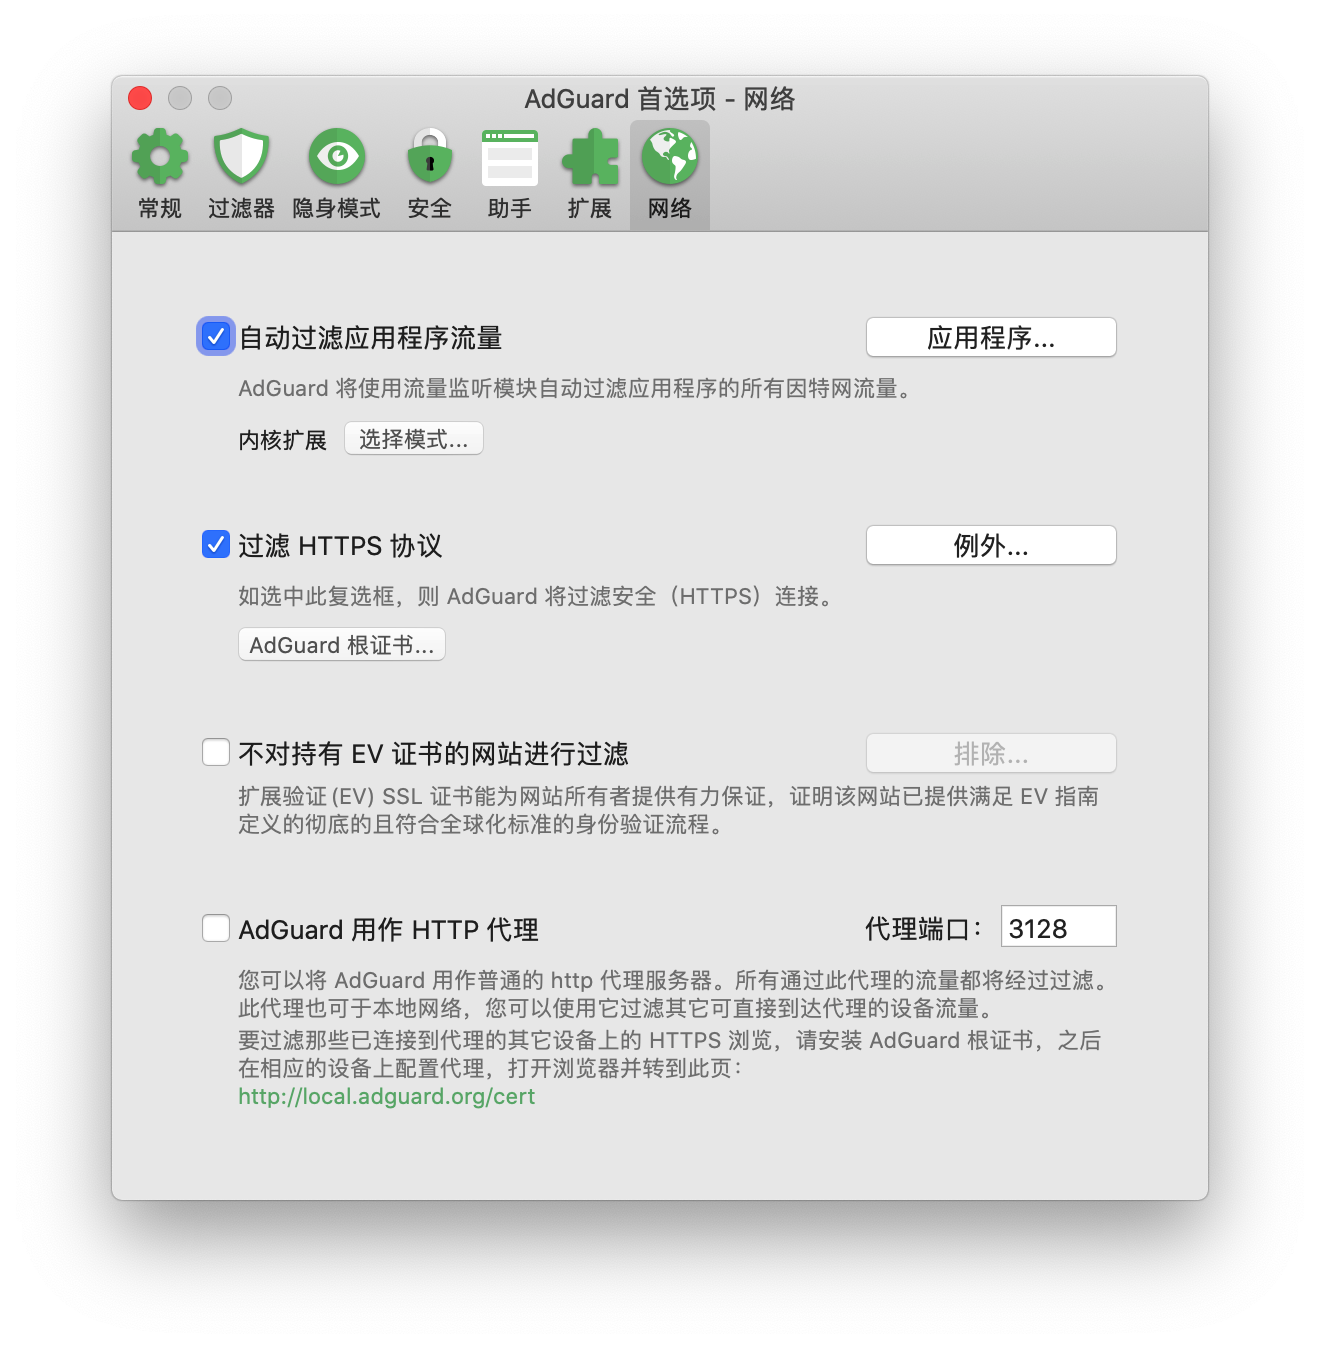 AdGuard 首选项 - 网络
常规 过滤器 隐身模式 安全 助手 扩展 网络
自动过滤应用程序流量 应用程序...
AdGuard 将使用流量监听模块自动过滤应用程序的所有因特网流量。
内核扩展 选择模式...
过滤 HTTPS 协议 例外...
如选中此复选框，则 AdGuard 将过滤安全（HTTPS）连接。
AdGuard 根证书...
不对持有 EV 证书的网站进行过滤 排除...
扩展验证 (EV) SSL 证书能为网站所有者提供有力保证，证明该网站已提供满足 EV 指南
定义的彻底的且符合全球化标准的身份验证流程。
AdGuard 用作 HTTP 代理 代理端口： 3128
您可以将 AdGuard 用作普通的 http 代理服务器。所有通过此代理的流量都将经过过滤。
此代理也可于本地网络，您可以使用它过滤其它可直接到达代理的设备流量。
要过滤那些已连接到代理的其它设备上的 HTTPS 浏览，请安装 AdGuard 根证书，之后
在相应的设备上配置代理，打开浏览器并转到此页：
http://local.adguard.org/cert